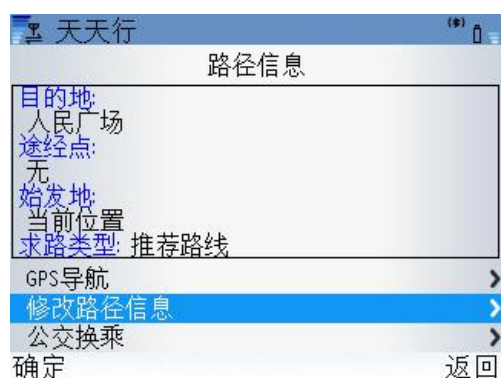 天天行
路径信息
目的地:
人民广场
途经点:
无
始发地:
当前位置
求路类型: 推荐路线
GPS导航
修改路径信息
公交换乘
确定 返回